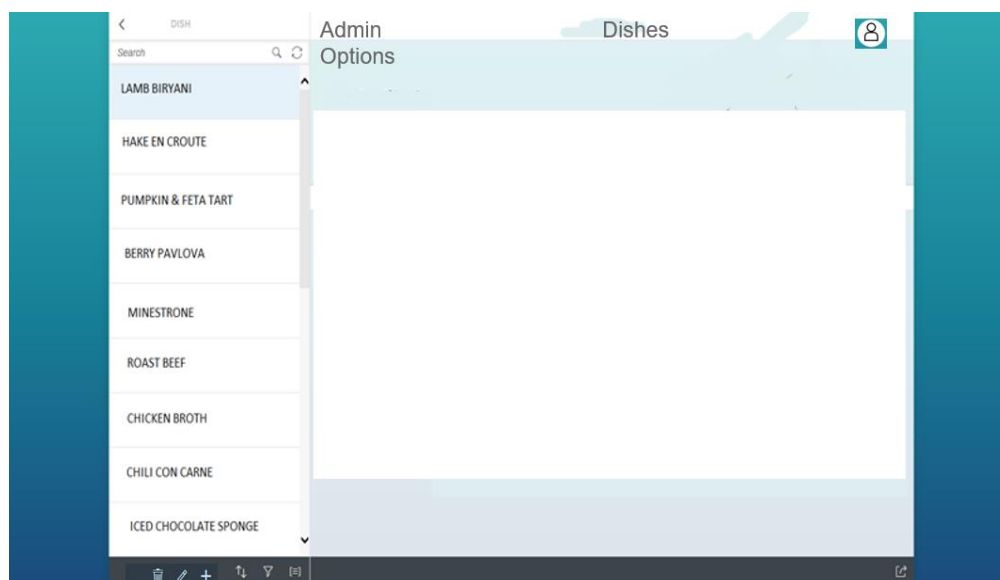 DISH
Search
LAMB BIRYANI
HAKE EN CROUTE
PUMPKIN & FETA TART
BERRY PAVLOVA
MINESTRONE
ROAST BEEF
CHICKEN BROTH
CHILI CON CARNE
ICED CHOCOLATE SPONGE
Admin
Options
Dishes